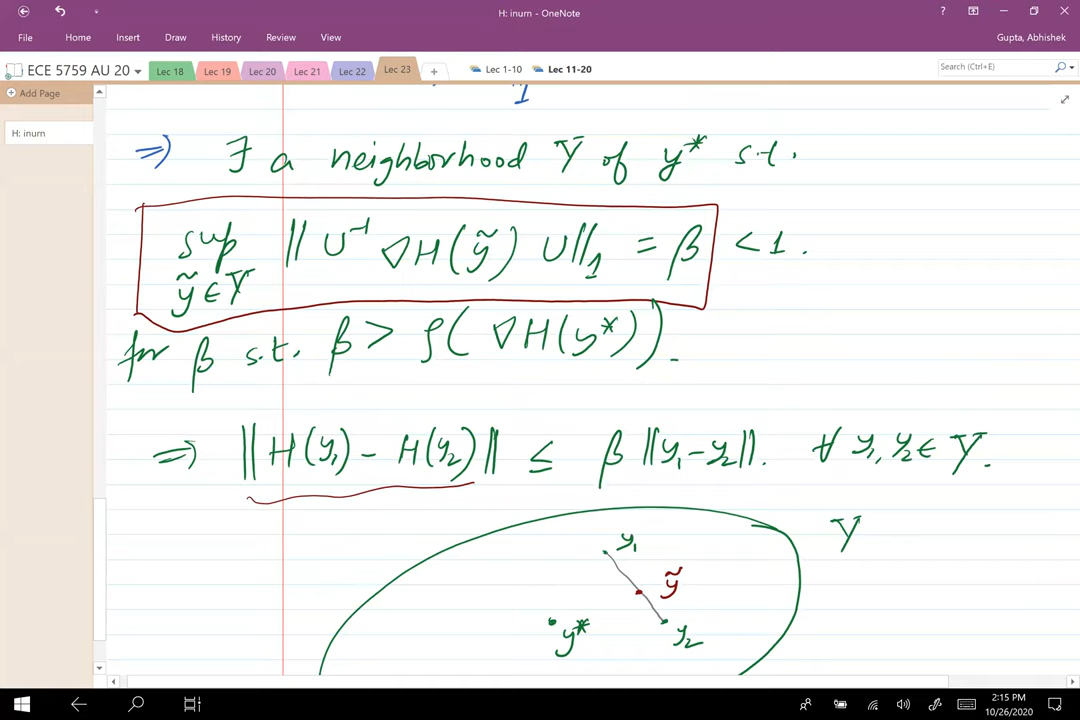 H: inurn - OneNote
?
File Home Insert Draw History Review View
Gupta, Abhishek
ECE 5759 AU 20
Lec 18 Lec 19 Lec 20 Lec 21 Lec 22 Lec 23 + Lec 1-10 Lec 11-20
Search (Ctrl+E)
Add Page
H: inurn
1
⇒) ∃ a neighborhood Y of y* s.t.
sup ‖ U⁻¹ ∇H(ỹ) U‖₁ = β < 1.
ỹ ∈ Y
for β s.t. β > ρ( ∇H(y*)).
⇒ ‖H(y₁) - H(y₂)‖ ≤ β ‖y₁-y₂‖. ∀ y₁, y₂ ∈ Y.
Y
y₁
ỹ
y*
y₂
2:15 PM
10/26/2020